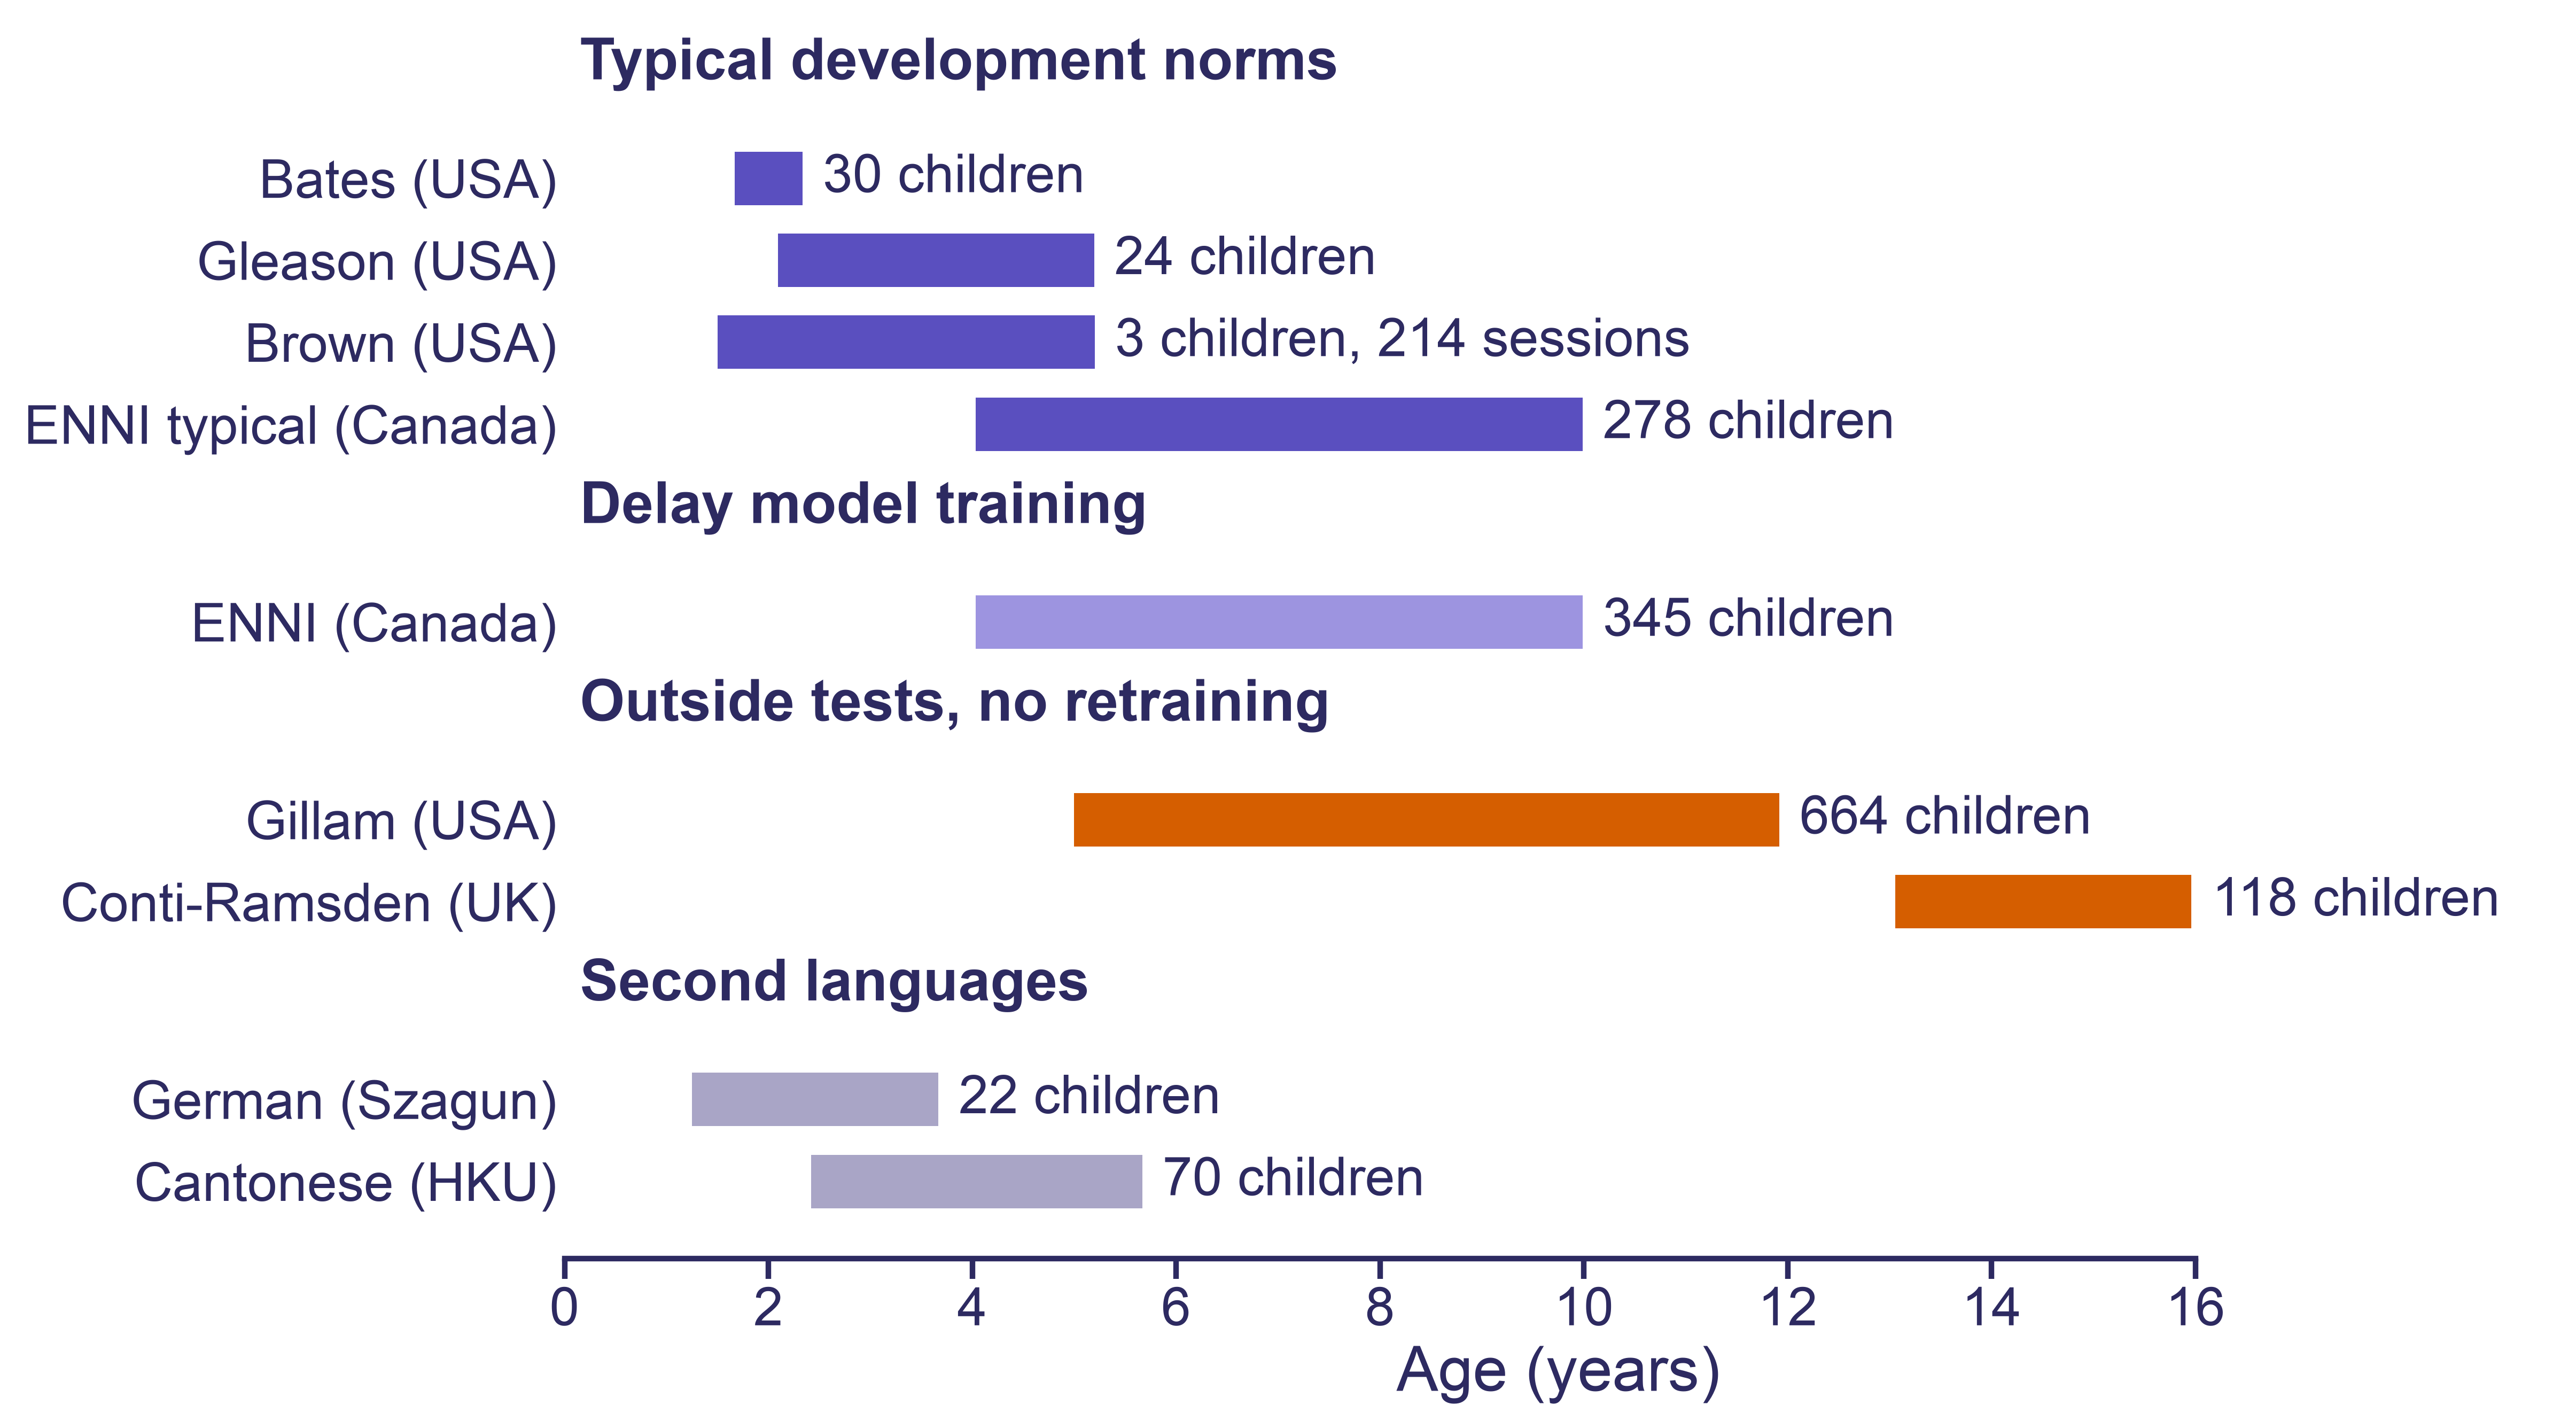 Typical development norms
Bates (USA) 30 children
Gleason (USA) 24 children
Brown (USA) 3 children, 214 sessions
ENNI typical (Canada) 278 children
Delay model training
ENNI (Canada) 345 children
Outside tests, no retraining
Gillam (USA) 664 children
Conti-Ramsden (UK) 118 children
Second languages
German (Szagun) 22 children
Cantonese (HKU) 70 children
0 2 4 6 8 10 12 14 16
Age (years)